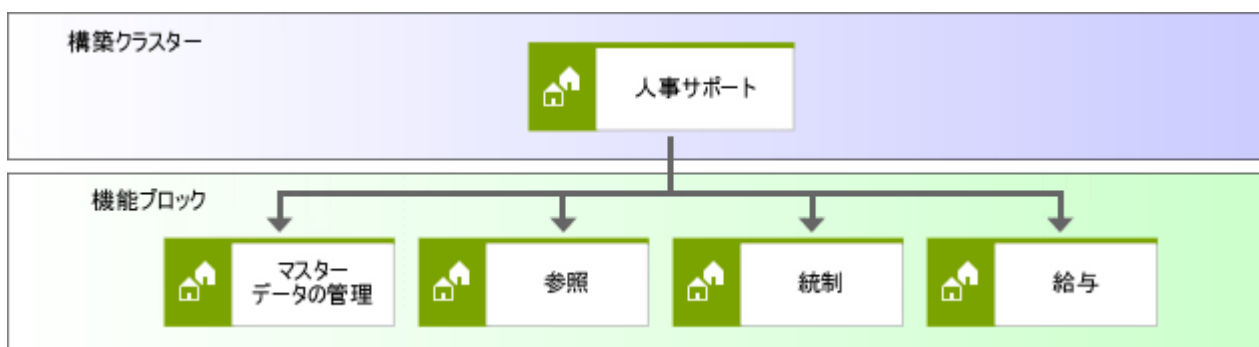 構築クラスター
人事サポート
機能ブロック
マスター
データの管理
参照
統制
給与